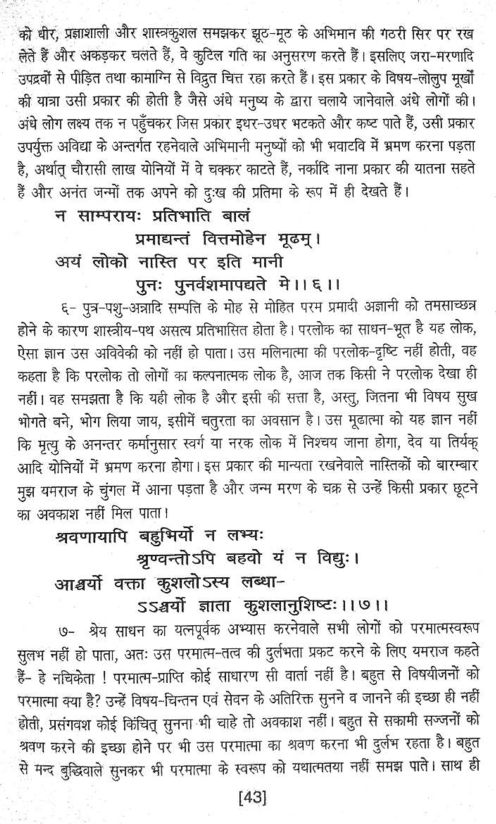 को धीर, प्रज्ञाशाली और शास्त्रकुशल समझकर झूठ-मूठ के अभिमान की गठरी सिर पर रख
लेते हैं और अकड़कर चलते हैं, वे कुटिल गति का अनुसरण करते हैं। इसलिए जरा-मरणादि
उपद्रवों से पीड़ित तथा कामाग्नि से विद्रुत चित्त रहा करते हैं। इस प्रकार के विषय-लोलुप मूर्खों
की यात्रा उसी प्रकार की होती है जैसे अंधे मनुष्य के द्वारा चलाये जानेवाले अंधे लोगों की।
अंधे लोग लक्ष्य तक न पहुँचकर जिस प्रकार इधर-उधर भटकते और कष्ट पाते हैं, उसी प्रकार
उपर्युक्त अविद्या के अन्तर्गत रहनेवाले अभिमानी मनुष्यों को भी भवाटवि में भ्रमण करना पड़ता
है, अर्थात् चौरासी लाख योनियों में वे चक्कर काटते हैं, नर्कादि नाना प्रकार की यातना सहते
हैं और अनंत जन्मों तक अपने को दुःख की प्रतिमा के रूप में ही देखते हैं।
न साम्परायः प्रतिभाति बालं
प्रमाद्यन्तं वित्तमोहेन मूढम्।
अयं लोको नास्ति पर इति मानी
पुनः पुनर्वशमापद्यते मे।।६।।
६- पुत्र-पशु-अन्नादि सम्पत्ति के मोह से मोहित परम प्रमादी अज्ञानी को तमसाच्छन्न
होने के कारण शास्त्रीय-पथ असत्य प्रतिभासित होता है। परलोक का साधन-भूत है यह लोक,
ऐसा ज्ञान उस अविवेकी को नहीं हो पाता। उस मलिनात्मा की परलोक-दृष्टि नहीं होती, वह
कहता है कि परलोक तो लोगों का कल्पनात्मक लोक है, आज तक किसी ने परलोक देखा ही
नहीं। वह समझता है कि यही लोक है और इसी की सत्ता है, अस्तु, जितना भी विषय सुख
भोगते बने, भोग लिया जाय, इसीमें चतुरता का अवसान है। उस मूढात्मा को यह ज्ञान नहीं
कि मृत्यु के अनन्तर कर्मानुसार स्वर्ग या नरक लोक में निश्चय जाना होगा, देव या तिर्यक्
आदि योनियों में भ्रमण करना होगा। इस प्रकार की मान्यता रखनेवाले नास्तिकों को बारम्बार
मुझ यमराज के चुंगल में आना पड़ता है और जन्म मरण के चक्र से उन्हें किसी प्रकार छूटने
का अवकाश नहीं मिल पाता!
श्रवणायापि बहुभिर्यो न लभ्यः
श्रृण्वन्तोऽपि बहवो यं न विद्युः।
आश्चर्यो वक्ता कुशलोऽस्य लब्धा-
ऽऽश्चर्यो ज्ञाता कुशलानुशिष्टः।।७।।
७- श्रेय साधन का यत्नपूर्वक अभ्यास करनेवाले सभी लोगों को परमात्मस्वरूप
सुलभ नहीं हो पाता, अतः उस परमात्म-तत्व की दुर्लभता प्रकट करने के लिए यमराज कहते
हैं- हे नचिकेता ! परमात्म-प्राप्ति कोई साधारण सी वार्ता नहीं है। बहुत से विषयीजनों को
परमात्मा क्या है? उन्हें विषय-चिन्तन एवं सेवन के अतिरिक्त सुनने व जानने की इच्छा ही नहीं
होती, प्रसंगवश कोई किंचित् सुनना भी चाहे तो अवकाश नहीं। बहुत से सकामी सज्जनों को
श्रवण करने की इच्छा होने पर भी उस परमात्मा का श्रवण करना भी दुर्लभ रहता है। बहुत
से मन्द बुद्धिवाले सुनकर भी परमात्मा के स्वरूप को यथात्मतया नहीं समझ पाते। साथ ही
[43]